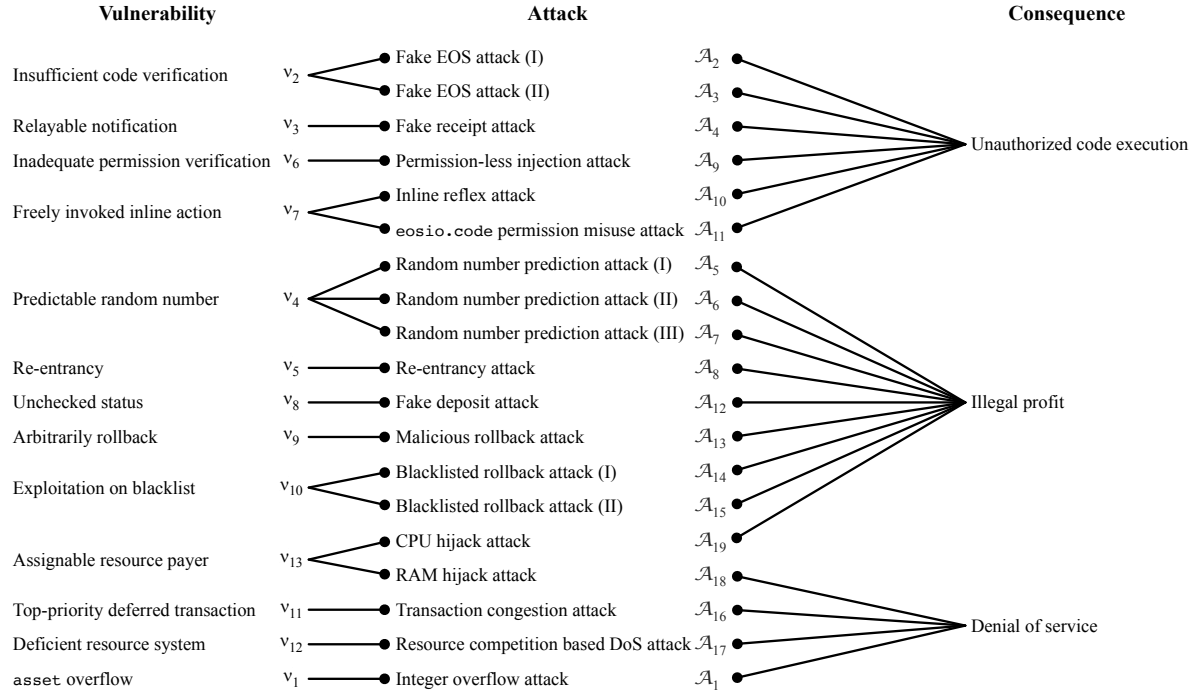 Vulnerability Attack Consequence
Fake EOS attack (I) 𝒜2
Insufficient code verification ν2
Fake EOS attack (II) 𝒜3
Relayable notification ν3 Fake receipt attack 𝒜4
Unauthorized code execution
Inadequate permission verification ν6 Permission-less injection attack 𝒜9
Inline reflex attack 𝒜10
Freely invoked inline action ν7
eosio.code permission misuse attack 𝒜11
Random number prediction attack (I) 𝒜5
Predictable random number ν4 Random number prediction attack (II) 𝒜6
Random number prediction attack (III) 𝒜7
Re-entrancy ν5 Re-entrancy attack 𝒜8
Unchecked status ν8 Fake deposit attack 𝒜12 Illegal profit
Arbitrarily rollback ν9 Malicious rollback attack 𝒜13
Blacklisted rollback attack (I) 𝒜14
Exploitation on blacklist ν10
Blacklisted rollback attack (II) 𝒜15
CPU hijack attack 𝒜19
Assignable resource payer ν13
RAM hijack attack 𝒜18
Top-priority deferred transaction ν11 Transaction congestion attack 𝒜16
Denial of service
Deficient resource system ν12 Resource competition based DoS attack 𝒜17
asset overflow ν1 Integer overflow attack 𝒜1